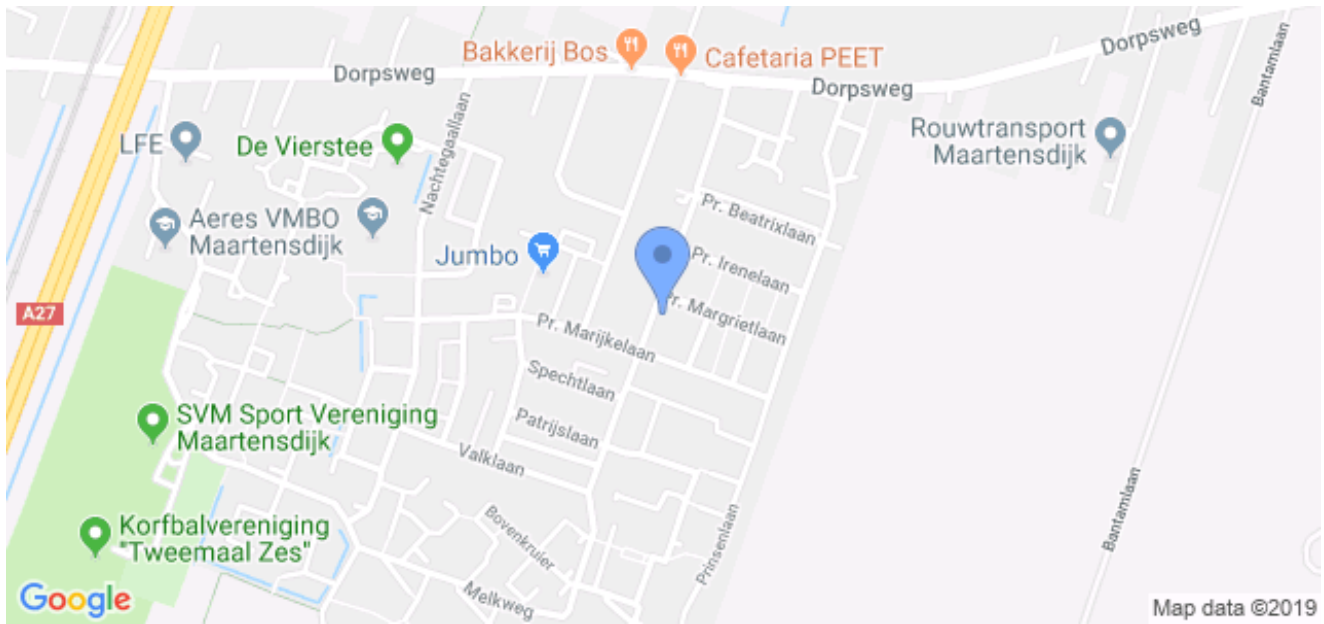 Dorpsweg
Bakkerij Bos
Cafetaria PEET
Dorpsweg
Dorpsweg
Bantamlaan
LFE
De Vierstee
Nachtegaallaan
Rouwtransport
Maartensdijk
Aeres VMBO
Maartensdijk
Pr. Beatrixlaan
Jumbo
Pr. Irenelaan
A27
Pr. Margrietlaan
Pr. Marijkelaan
Spechtlaan
SVM Sport Vereniging
Maartensdijk
Patrijslaan
Valklaan
Bantamlaan
Korfbalvereniging
"Tweemaal Zes"
Bovenkruier
Prinsenlaan
Melkweg
Google
Map data ©2019